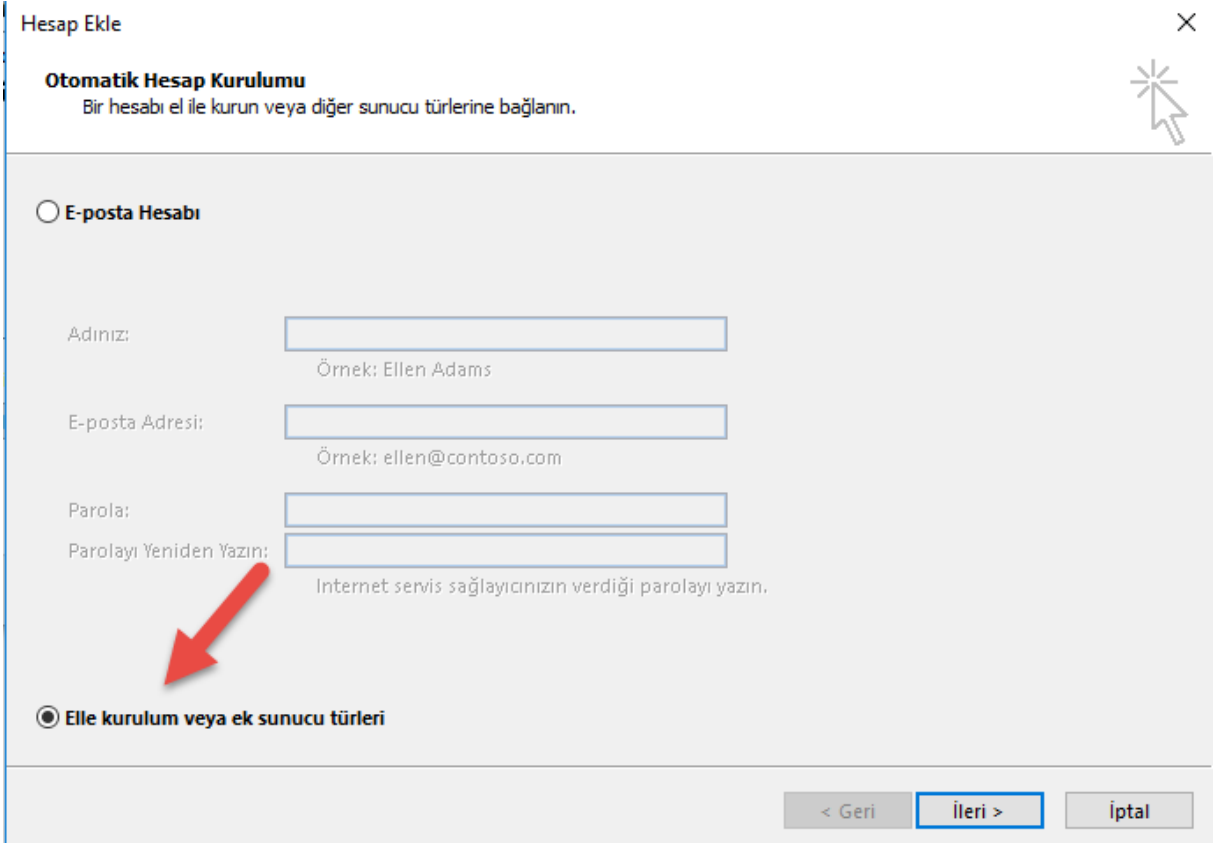 Hesap Ekle
Otomatik Hesap Kurulumu
Bir hesabı el ile kurun veya diğer sunucu türlerine bağlanın.
E-posta Hesabı
Adınız:
Örnek: Ellen Adams
E-posta Adresi:
Örnek: ellen@contoso.com
Parola:
Parolayı Yeniden Yazın:
Internet servis sağlayıcınızın verdiği parolayı yazın.
Elle kurulum veya ek sunucu türleri
< Geri İleri > İptal